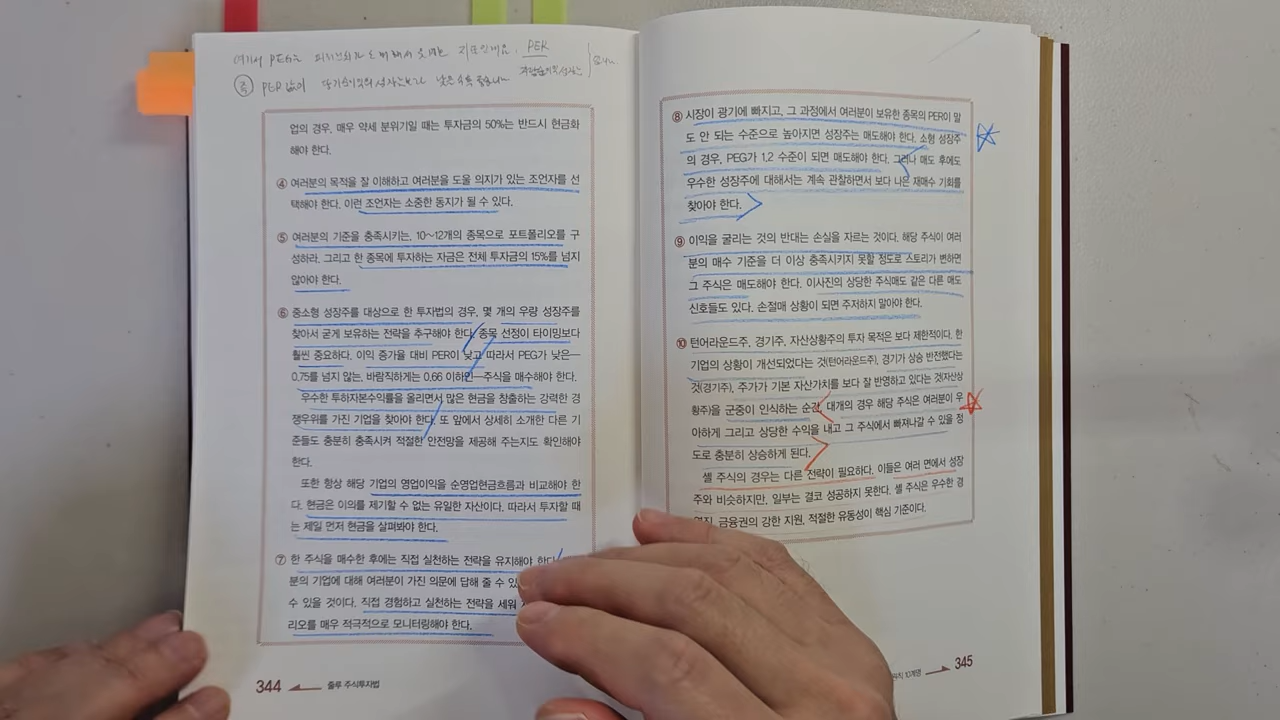 PER
업의 경우, 매우 약세 분위기일 때는 투자금의 50%는 반드시 현금화
해야 한다.
④ 여러분의 목적을 잘 이해하고 여러분을 도울 의지가 있는 조언자를 선
택해야 한다. 이런 조언자는 소중한 동지가 될 수 있다.
⑤ 여러분의 기준을 충족시키는, 10~12개의 종목으로 포트폴리오를 구
성하라. 그리고 한 종목에 투자하는 자금은 전체 투자금의 15%를 넘지
않아야 한다.
⑥ 중소형 성장주를 대상으로 한 투자법의 경우, 몇 개의 우량 성장주를
찾아서 굳게 보유하는 전략을 추구해야 한다. 종목 선정이 타이밍보다
훨씬 중요하다. 이익 증가율 대비 PER이 낮고 따라서 PEG가 낮은—
0.75를 넘지 않는, 바람직하게는 0.66 이하인—주식을 매수해야 한다.
우수한 투하자본수익률을 올리면서 많은 현금을 창출하는 강력한 경
쟁우위를 가진 기업을 찾아야 한다. 또 앞에서 상세히 소개한 다른 기
준들도 충분히 충족시켜 적절한 안전망을 제공해 주는지도 확인해야
한다.
또한 항상 해당 기업의 영업이익을 순영업현금흐름과 비교해야 한
다. 현금은 이의를 제기할 수 없는 유일한 자산이다. 따라서 투자할 때
는 제일 먼저 현금을 살펴봐야 한다.
⑦ 한 주식을 매수한 후에는 직접 실천하는 전략을 유지해야 한다.
분의 기업에 대해 여러분이 가진 의문에 답해 줄 수
수 있을 것이다. 직접 경험하고 실천하는 전략을 세워
리오를 매우 적극적으로 모니터링해야 한다.
344 줄루 주식투자법
⑧ 시장이 광기에 빠지고, 그 과정에서 여러분이 보유한 종목의 PER이 말
도 안 되는 수준으로 높아지면 성장주는 매도해야 한다. 소형 성장주
의 경우, PEG가 1.2 수준이 되면 매도해야 한다. 그러나 매도 후에도
우수한 성장주에 대해서는 계속 관찰하면서 보다 나은 재매수 기회를
찾아야 한다.
⑨ 이익을 굴리는 것의 반대는 손실을 자르는 것이다. 해당 주식이 여러
분의 매수 기준을 더 이상 충족시키지 못할 정도로 스토리가 변하면
그 주식은 매도해야 한다. 이사진의 상당한 주식매도 같은 다른 매도
신호들도 있다. 손절매 상황이 되면 주저하지 말아야 한다.
⑩ 턴어라운드주, 경기주, 자산상황주의 투자 목적은 보다 제한적이다. 한
기업의 상황이 개선되었다는 것(턴어라운드주), 경기가 상승 반전했다는
것(경기주), 주가가 기본 자산가치를 보다 잘 반영하고 있다는 것(자산상
황주)을 군중이 인식하는 순간, 대개의 경우 해당 주식은 여러분이 우
아하게 그리고 상당한 수익을 내고 그 주식에서 빠져나갈 수 있을 정
도로 충분히 상승하게 된다.
셸 주식의 경우는 다른 전략이 필요하다. 이들은 여러 면에서 성장
주와 비슷하지만, 일부는 결코 성공하지 못한다. 셸 주식은 우수한 경
영진, 금융권의 강한 지원, 적절한 유동성이 핵심 기준이다.
10계명 345